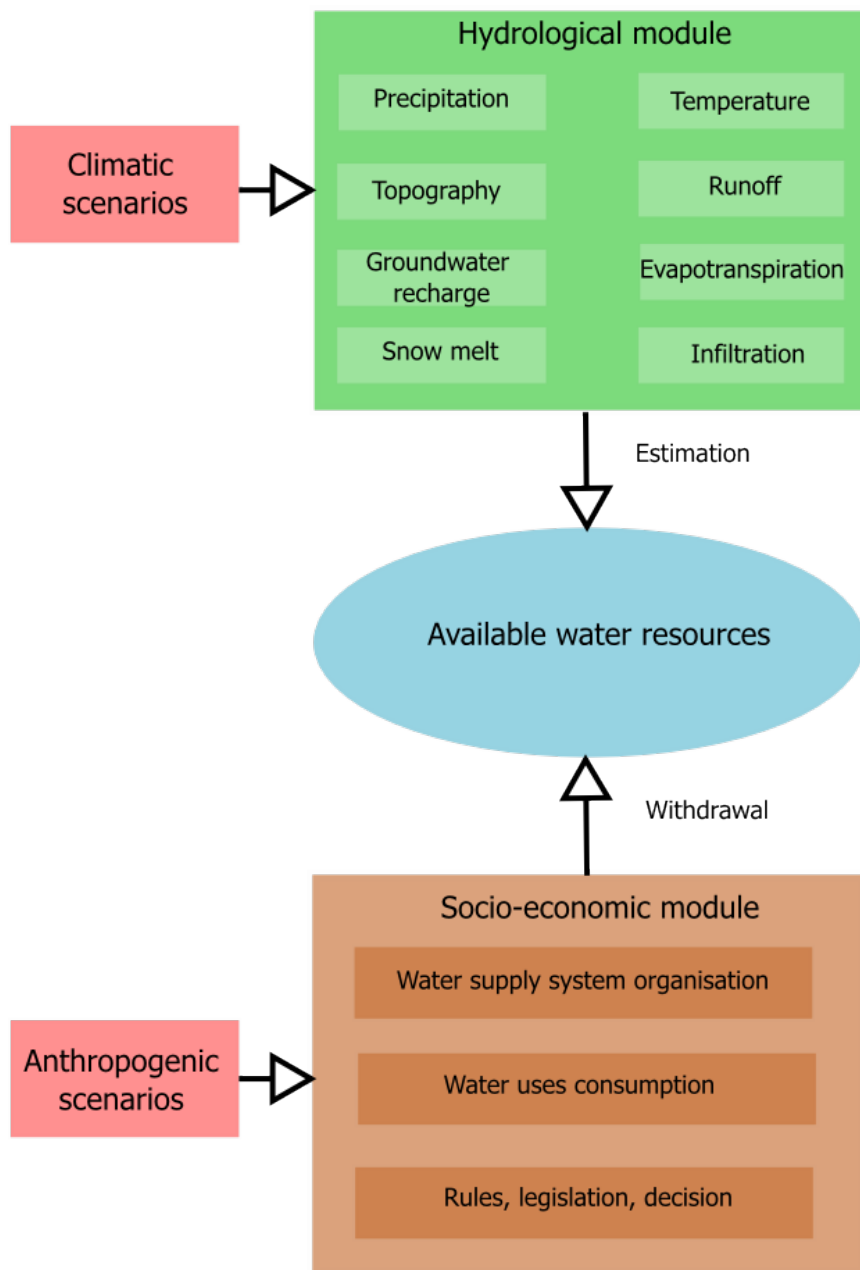 Hydrological module
Precipitation
Temperature
Climatic
scenarios
Topography
Runoff
Groundwater
recharge
Evapotranspiration
Snow melt
Infiltration
Estimation
Available water resources
Withdrawal
Socio-economic module
Water supply system organisation
Anthropogenic
scenarios
Water uses consumption
Rules, legislation, decision